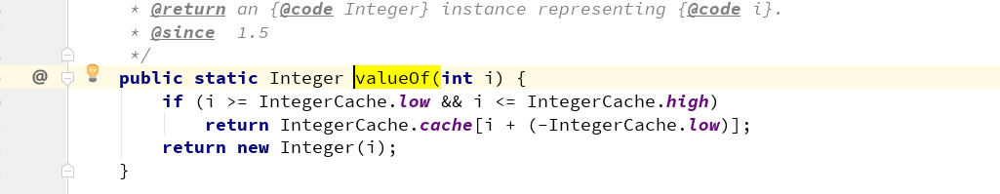 * @return an {@code Integer} instance representing {@code i}.
* @since  1.5
*/
@ public static Integer valueOf(int i) {
if (i >= IntegerCache.low && i <= IntegerCache.high)
return IntegerCache.cache[i + (-IntegerCache.low)];
return new Integer(i);
}